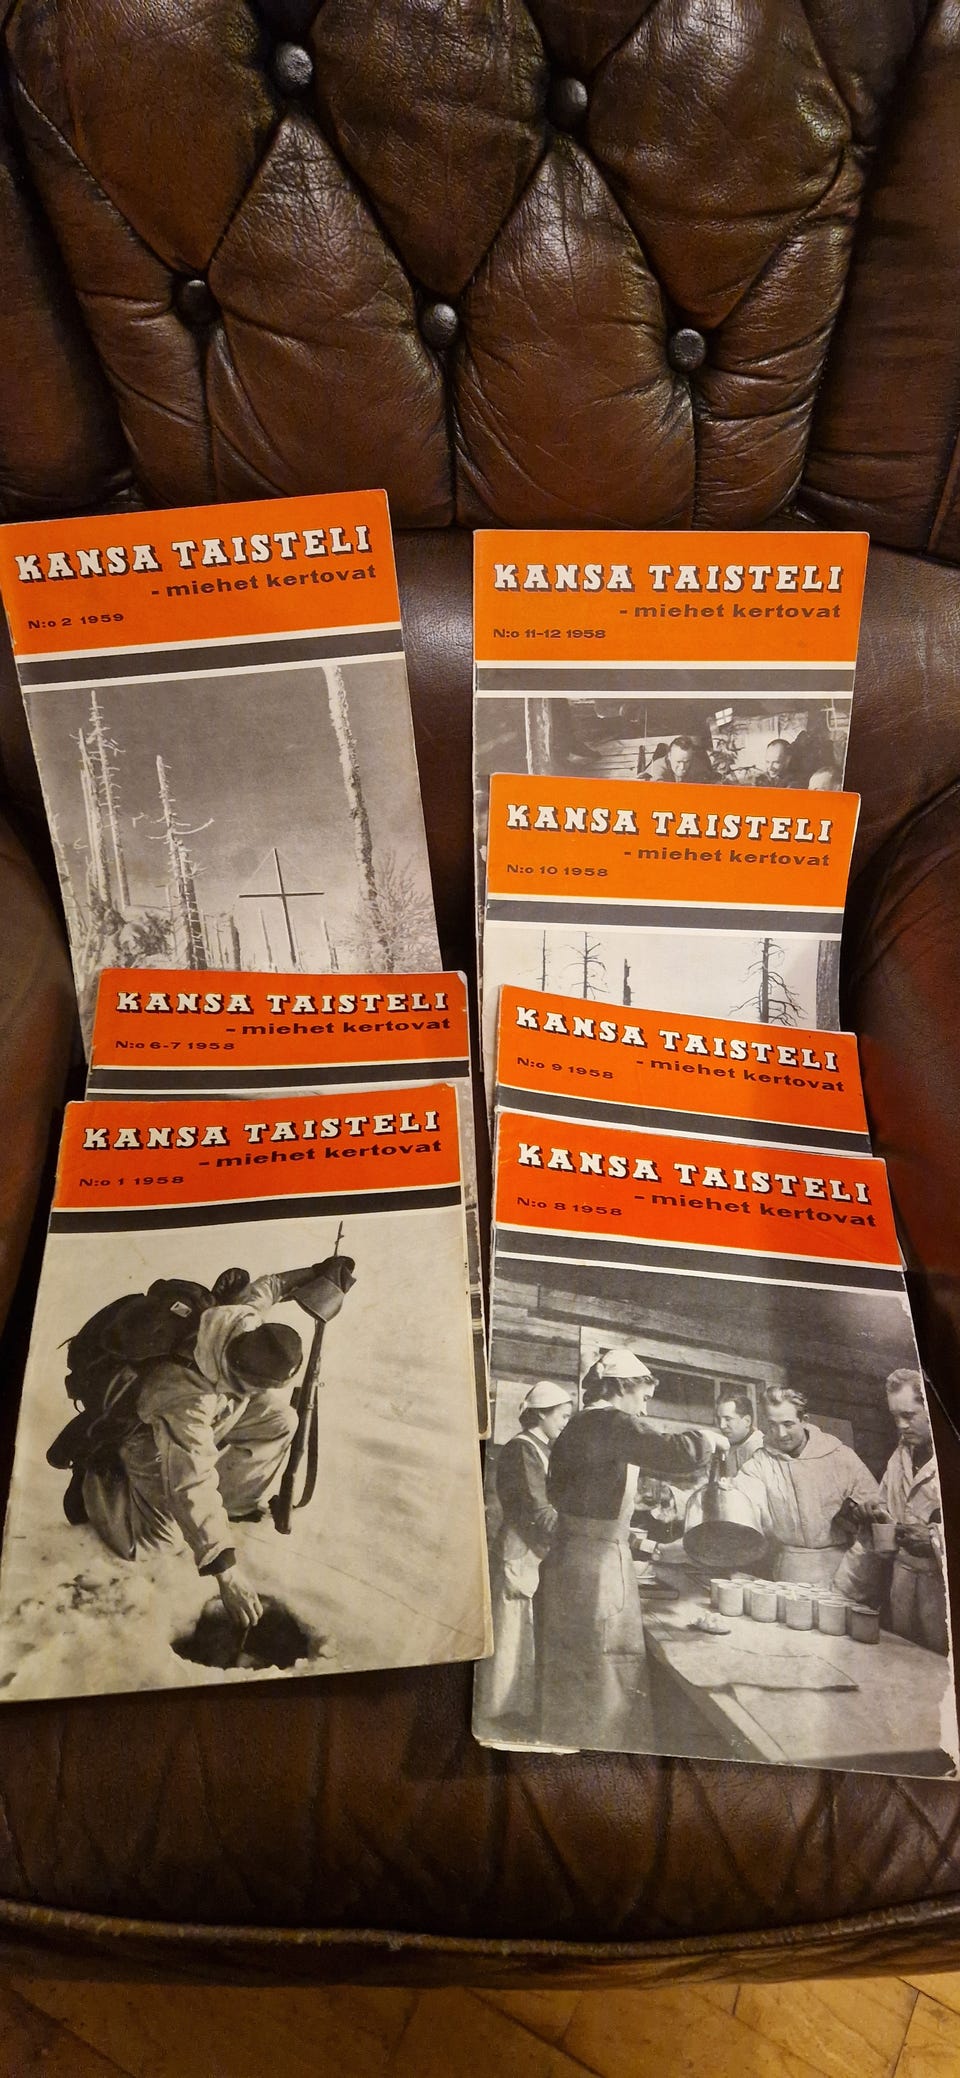 KANSA TAISTELI
- miehet kertovat
N:o 2 1959
KANSA TAISTELI
- miehet kertovat
N:o 6-7 1958
KANSA TAISTELI
- miehet kertovat
N:o 1 1958
KANSA TAISTELI
- miehet kertovat
N:o 11-12 1958
KANSA TAISTELI
- miehet kertovat
N:o 10 1958
KANSA TAISTELI
- miehet kertovat
N:o 9 1958
KANSA TAISTELI
- miehet kertovat
N:o 8 1958